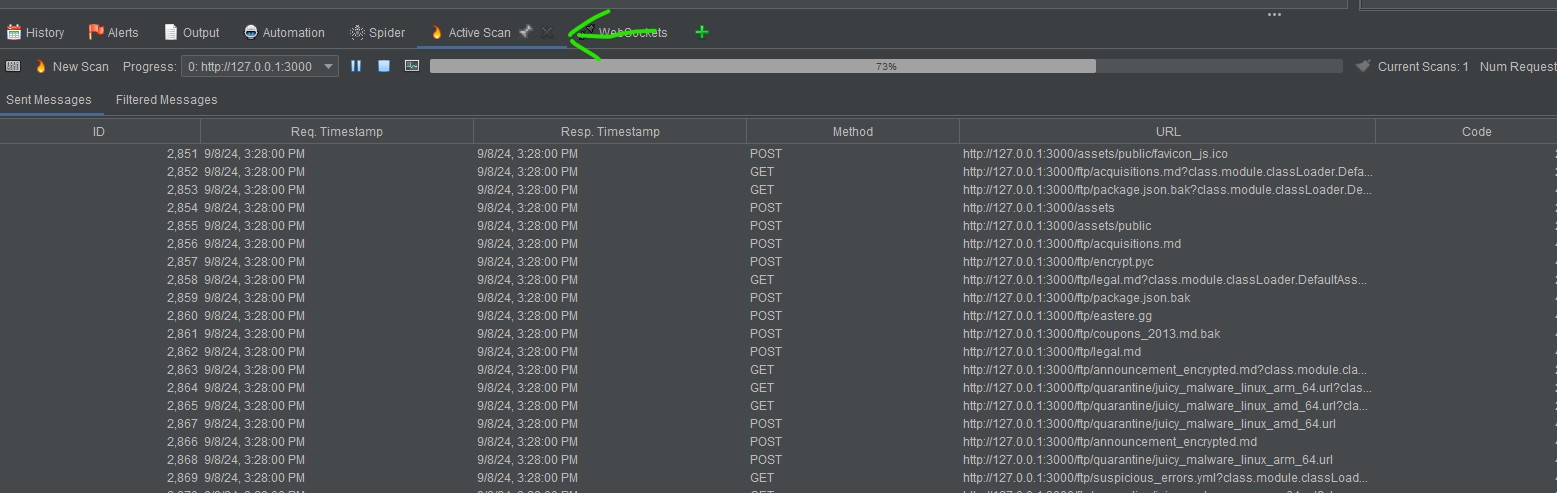 History Alerts Output Automation Spider Active Scan WebSockets
New Scan Progress: 0: http://127.0.0.1:3000 73% Current Scans: 1 Num Request
Sent Messages Filtered Messages
ID Req. Timestamp Resp. Timestamp Method URL Code
2,851 9/8/24, 3:28:00 PM 9/8/24, 3:28:00 PM POST http://127.0.0.1:3000/assets/public/favicon_js.ico
2,852 9/8/24, 3:28:00 PM 9/8/24, 3:28:00 PM GET http://127.0.0.1:3000/ftp/acquisitions.md?class.module.classLoader.Defa...
2,853 9/8/24, 3:28:00 PM 9/8/24, 3:28:00 PM GET http://127.0.0.1:3000/ftp/package.json.bak?class.module.classLoader.De...
2,854 9/8/24, 3:28:00 PM 9/8/24, 3:28:00 PM POST http://127.0.0.1:3000/assets
2,855 9/8/24, 3:28:00 PM 9/8/24, 3:28:00 PM POST http://127.0.0.1:3000/assets/public
2,856 9/8/24, 3:28:00 PM 9/8/24, 3:28:00 PM POST http://127.0.0.1:3000/ftp/acquisitions.md
2,857 9/8/24, 3:28:00 PM 9/8/24, 3:28:00 PM POST http://127.0.0.1:3000/ftp/encrypt.pyc
2,858 9/8/24, 3:28:00 PM 9/8/24, 3:28:00 PM GET http://127.0.0.1:3000/ftp/legal.md?class.module.classLoader.DefaultAss...
2,859 9/8/24, 3:28:00 PM 9/8/24, 3:28:00 PM POST http://127.0.0.1:3000/ftp/package.json.bak
2,860 9/8/24, 3:28:00 PM 9/8/24, 3:28:00 PM POST http://127.0.0.1:3000/ftp/eastere.gg
2,861 9/8/24, 3:28:00 PM 9/8/24, 3:28:00 PM POST http://127.0.0.1:3000/ftp/coupons_2013.md.bak
2,862 9/8/24, 3:28:00 PM 9/8/24, 3:28:00 PM POST http://127.0.0.1:3000/ftp/legal.md
2,863 9/8/24, 3:28:00 PM 9/8/24, 3:28:00 PM GET http://127.0.0.1:3000/ftp/announcement_encrypted.md?class.module.cla...
2,864 9/8/24, 3:28:00 PM 9/8/24, 3:28:00 PM GET http://127.0.0.1:3000/ftp/quarantine/juicy_malware_linux_arm_64.url?clas...
2,865 9/8/24, 3:28:00 PM 9/8/24, 3:28:00 PM GET http://127.0.0.1:3000/ftp/quarantine/juicy_malware_linux_amd_64.url?cla...
2,867 9/8/24, 3:28:00 PM 9/8/24, 3:28:00 PM POST http://127.0.0.1:3000/ftp/quarantine/juicy_malware_linux_amd_64.url
2,866 9/8/24, 3:28:00 PM 9/8/24, 3:28:00 PM POST http://127.0.0.1:3000/ftp/announcement_encrypted.md
2,868 9/8/24, 3:28:00 PM 9/8/24, 3:28:00 PM POST http://127.0.0.1:3000/ftp/quarantine/juicy_malware_linux_arm_64.url
2,869 9/8/24, 3:28:00 PM 9/8/24, 3:28:00 PM GET http://127.0.0.1:3000/ftp/suspicious_errors.yml?class.module.classLoad...